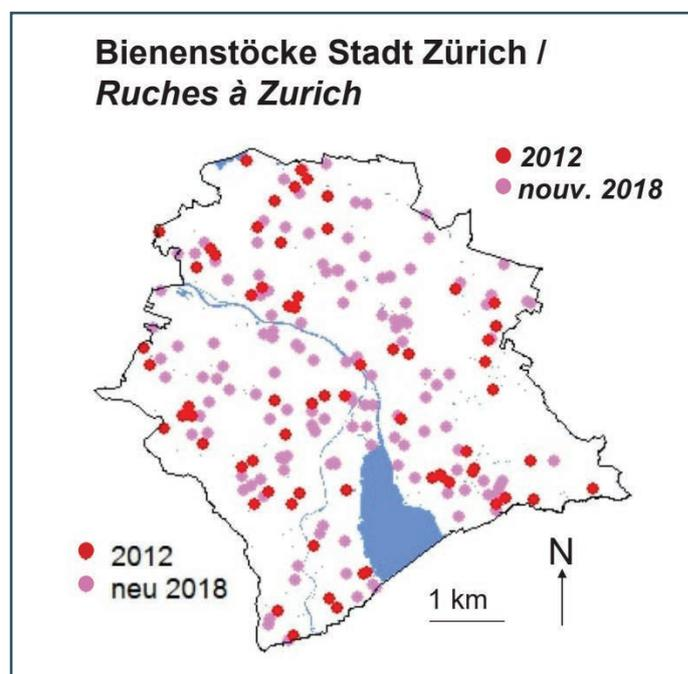 Bienenstöcke Stadt Zürich /
Ruches à Zurich
2012
nouv. 2018
2012
neu 2018
N
1 km